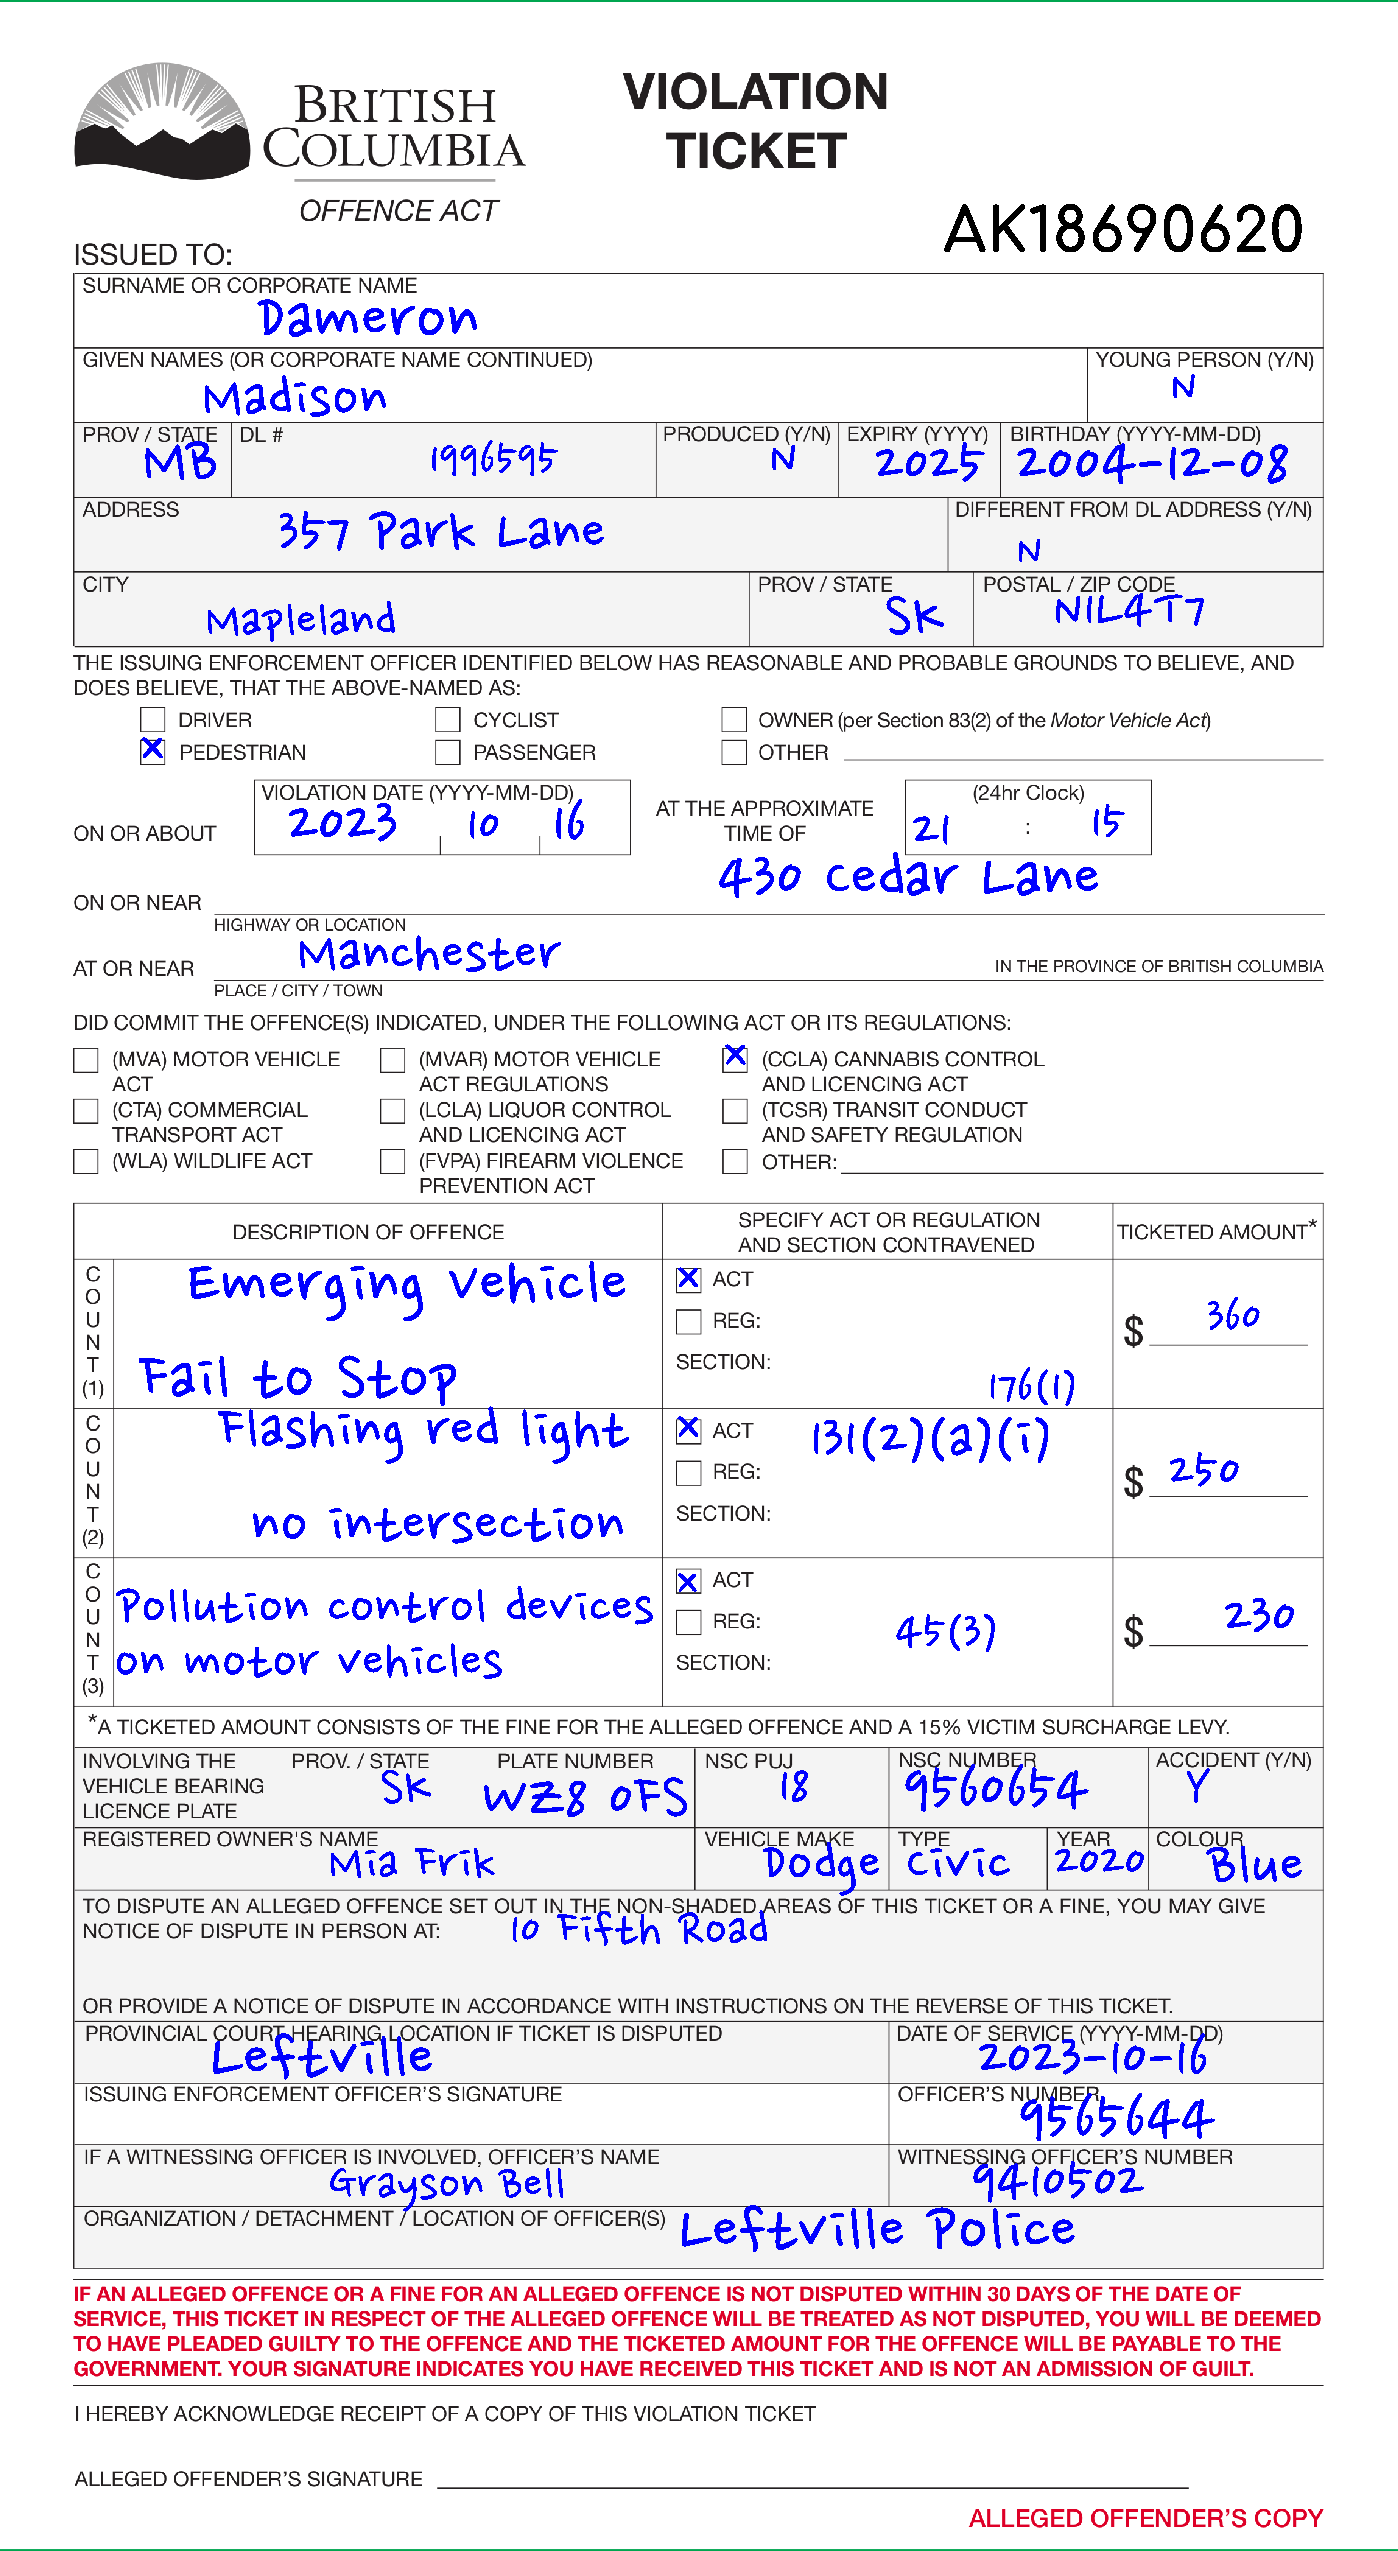 BRITISH
COLUMBIA
OFFENCE ACT
VIOLATION
TICKET
AK18690620
ISSUED TO:
SURNAME OR CORPORATE NAME
Dameron
GIVEN NAMES (OR CORPORATE NAME CONTINUED) YOUNG PERSON (Y/N)
Madison N
PROV / STATE DL # PRODUCED (Y/N) EXPIRY (YYYY) BIRTHDAY (YYYY-MM-DD)
MB 1996595 N 2025 2004-12-08
ADDRESS DIFFERENT FROM DL ADDRESS (Y/N)
357 Park Lane N
CITY PROV / STATE POSTAL / ZIP CODE
Mapleland SK N1L4T7
THE ISSUING ENFORCEMENT OFFICER IDENTIFIED BELOW HAS REASONABLE AND PROBABLE GROUNDS TO BELIEVE, AND
DOES BELIEVE, THAT THE ABOVE-NAMED AS:
DRIVER CYCLIST OWNER (per Section 83(2) of the Motor Vehicle Act)
X PEDESTRIAN PASSENGER OTHER
VIOLATION DATE (YYYY-MM-DD) (24hr Clock)
ON OR ABOUT 2023 10 16 AT THE APPROXIMATE
TIME OF 21 : 15
ON OR NEAR 430 Cedar Lane
HIGHWAY OR LOCATION
AT OR NEAR Manchester IN THE PROVINCE OF BRITISH COLUMBIA
PLACE / CITY / TOWN
DID COMMIT THE OFFENCE(S) INDICATED, UNDER THE FOLLOWING ACT OR ITS REGULATIONS:
(MVA) MOTOR VEHICLE (MVAR) MOTOR VEHICLE X (CCLA) CANNABIS CONTROL
ACT ACT REGULATIONS AND LICENCING ACT
(CTA) COMMERCIAL (LCLA) LIQUOR CONTROL (TCSR) TRANSIT CONDUCT
TRANSPORT ACT AND LICENCING ACT AND SAFETY REGULATION
(WLA) WILDLIFE ACT (FVPA) FIREARM VIOLENCE OTHER:
PREVENTION ACT
DESCRIPTION OF OFFENCE SPECIFY ACT OR REGULATION
AND SECTION CONTRAVENED TICKETED AMOUNT*
COUNT (1) Emerging vehicle X ACT
REG: $ 360
Fail to Stop SECTION: 176(1)
COUNT (2) Flashing red light X ACT 131(2)(a)(i)
REG: $ 250
no intersection SECTION:
COUNT (3) Pollution control devices X ACT
REG: 45(3) $ 230
on motor vehicles SECTION:
*A TICKETED AMOUNT CONSISTS OF THE FINE FOR THE ALLEGED OFFENCE AND A 15% VICTIM SURCHARGE LEVY.
INVOLVING THE PROV. / STATE PLATE NUMBER NSC PUJ NSC NUMBER ACCIDENT (Y/N)
VEHICLE BEARING SK WZ8 0FS 18 9560654 Y
LICENCE PLATE
REGISTERED OWNER'S NAME VEHICLE MAKE TYPE YEAR COLOUR
Mia Frik Dodge Civic 2020 Blue
TO DISPUTE AN ALLEGED OFFENCE SET OUT IN THE NON-SHADED AREAS OF THIS TICKET OR A FINE, YOU MAY GIVE
NOTICE OF DISPUTE IN PERSON AT: 10 Fifth Road
OR PROVIDE A NOTICE OF DISPUTE IN ACCORDANCE WITH INSTRUCTIONS ON THE REVERSE OF THIS TICKET.
PROVINCIAL COURT HEARING LOCATION IF TICKET IS DISPUTED DATE OF SERVICE (YYYY-MM-DD)
Leftville 2023-10-16
ISSUING ENFORCEMENT OFFICER'S SIGNATURE OFFICER'S NUMBER
9565644
IF A WITNESSING OFFICER IS INVOLVED, OFFICER'S NAME WITNESSING OFFICER'S NUMBER
Grayson Bell 9410502
ORGANIZATION / DETACHMENT / LOCATION OF OFFICER(S) Leftville Police
IF AN ALLEGED OFFENCE OR A FINE FOR AN ALLEGED OFFENCE IS NOT DISPUTED WITHIN 30 DAYS OF THE DATE OF
SERVICE, THIS TICKET IN RESPECT OF THE ALLEGED OFFENCE WILL BE TREATED AS NOT DISPUTED, YOU WILL BE DEEMED
TO HAVE PLEADED GUILTY TO THE OFFENCE AND THE TICKETED AMOUNT FOR THE OFFENCE WILL BE PAYABLE TO THE
GOVERNMENT. YOUR SIGNATURE INDICATES YOU HAVE RECEIVED THIS TICKET AND IS NOT AN ADMISSION OF GUILT.
I HEREBY ACKNOWLEDGE RECEIPT OF A COPY OF THIS VIOLATION TICKET
ALLEGED OFFENDER'S SIGNATURE
ALLEGED OFFENDER'S COPY